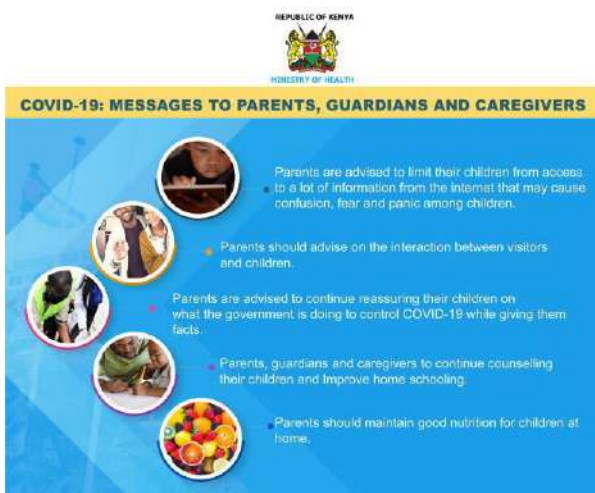 REPUBLIC OF KENYA
MINISTRY OF HEALTH
COVID-19: MESSAGES TO PARENTS, GUARDIANS AND CAREGIVERS
Parents are advised to limit their children from access
to a lot of information from the internet that may cause
confusion, fear and panic among children.
Parents should advise on the interaction between visitors
and children.
Parents are advised to continue reassuring their children on
what the government is doing to control COVID-19 while giving them
facts.
Parents, guardians and caregivers to continue counselling
their children and Improve home schooling.
Parents should maintain good nutrition for children at
home.